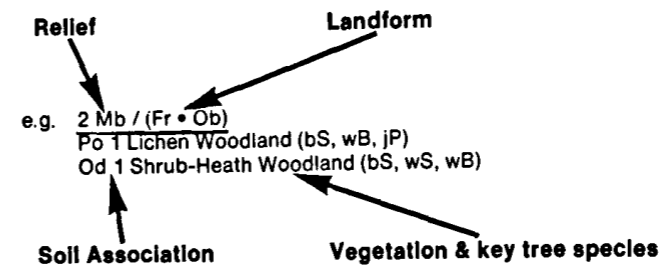 Relief
Landform
e.g. 2 Mb / (Fr • Ob)
Po 1 Lichen Woodland (bS, wB, jP)
Od 1 Shrub-Heath Woodland (bS, wS, wB)
Soil Association
Vegetation & key tree species